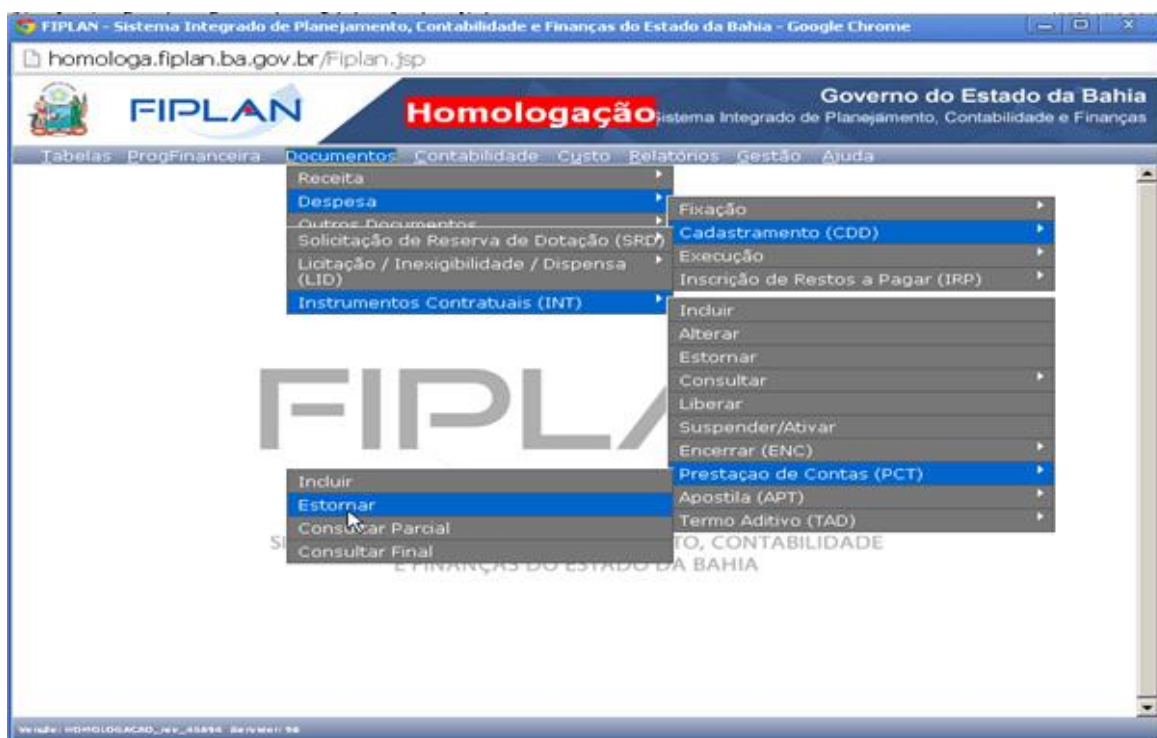 FIPLAN - Sistema Integrado de Planejamento, Contabilidade e Finanças do Estado da Bahia - Google Chrome
homologa.fiplan.ba.gov.br/Fiplan.jsp
FIPLAN
Homologação
Governo do Estado da Bahia
Sistema Integrado de Planejamento, Contabilidade e Finanças
Tabelas ProgFinanceira Documentos Contabilidade Custo Relatórios Gestão Ajuda
Receita
Despesa
Outros Documentos
Solicitação de Reserva de Dotação (SRD)
Licitação / Inexigibilidade / Dispensa
(LID)
Instrumentos Contratuais (INT)
Fixação
Cadastramento (CDD)
Execução
Inscrição de Restos a Pagar (IRP)
Incluir
Alterar
Estornar
Consultar
Liberar
Suspender/Ativar
Encerrar (ENC)
Prestaçao de Contas (PCT)
Apostila (APT)
Termo Aditivo (TAD)
Incluir
Estornar
Consultar Parcial
Consultar Final
FIPL
TO, CONTABILIDADE
E FINANÇAS DO ESTADO DA BAHIA